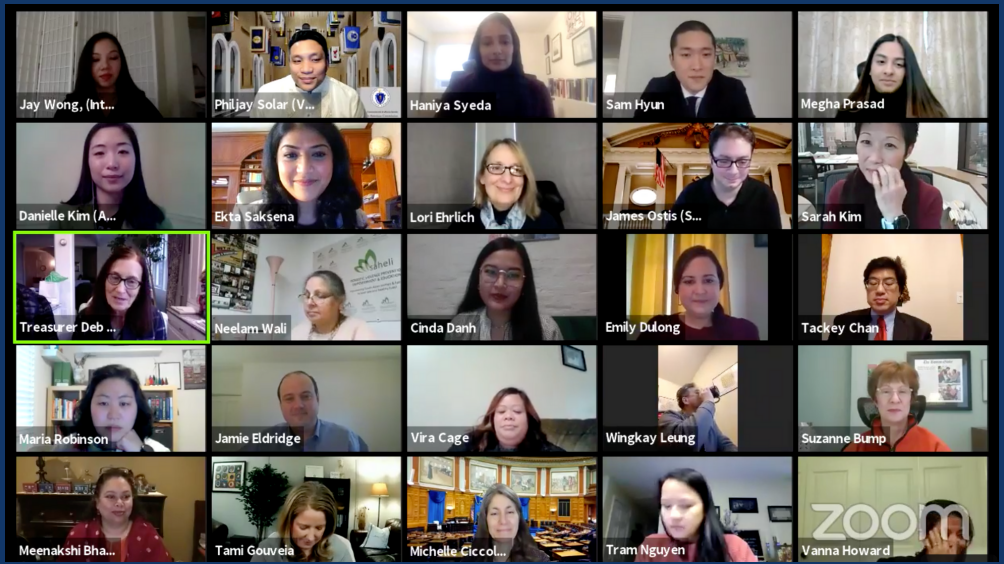 Jay Wong, (Int...
Philjay Solar (V...
Haniya Syeda
Sam Hyun
Megha Prasad
Danielle Kim (A...
Ekta Saksena
Lori Ehrlich
James Ostis (S...
Sarah Kim
Treasurer Deb ...
saheli
Neelam Wali
Cinda Danh
Emily Dulong
Tackey Chan
Maria Robinson
Jamie Eldridge
Vira Cage
Wingkay Leung
Suzanne Bump
Meenakshi Bha...
Tami Gouveia
Michelle Ciccol...
Tram Nguyen
Vanna Howard
zoom